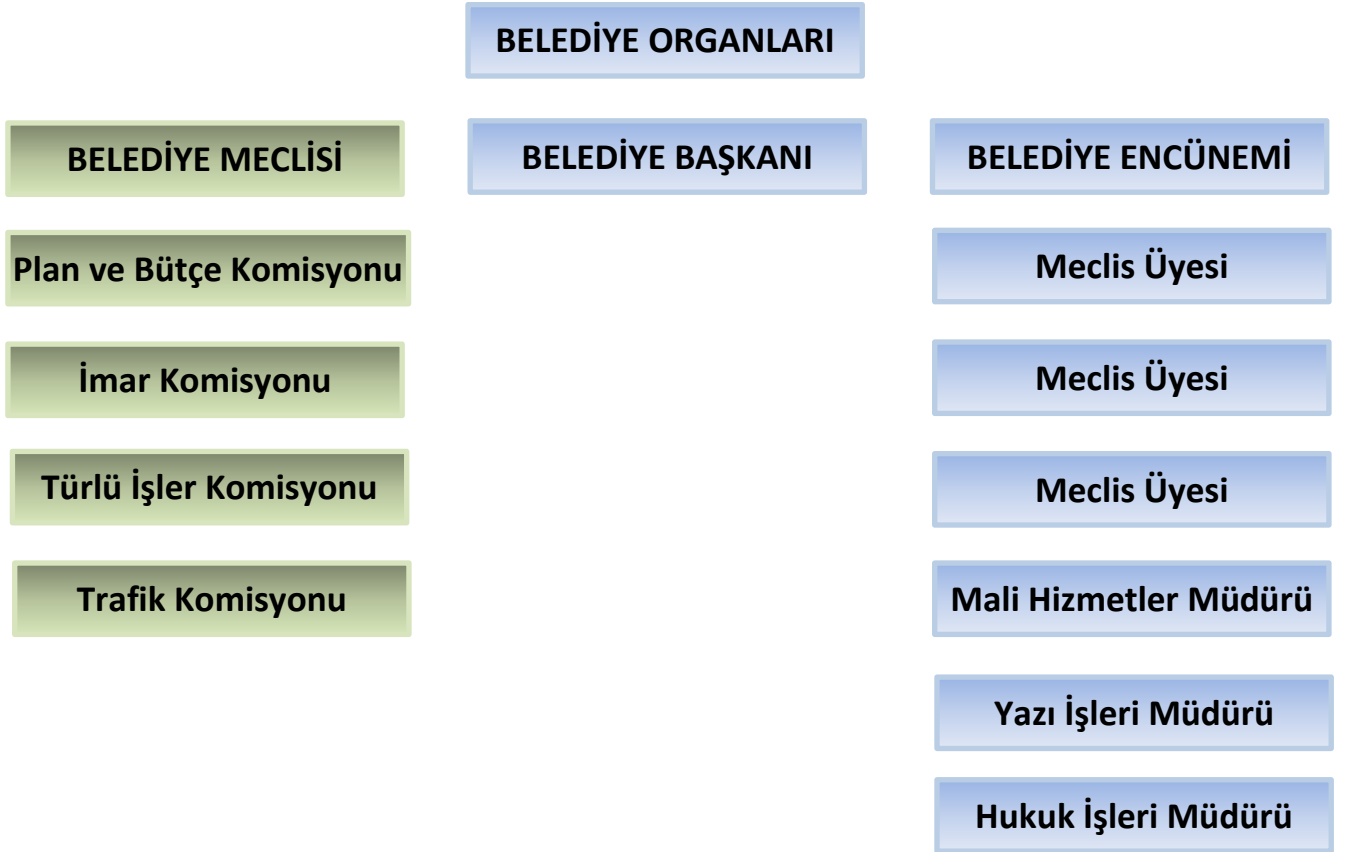 BELEDİYE ORGANLARI
BELEDİYE MECLİSİ
BELEDİYE BAŞKANI
BELEDİYE ENCÜNEMİ
Plan ve Bütçe Komisyonu
Meclis Üyesi
İmar Komisyonu
Meclis Üyesi
Türlü İşler Komisyonu
Meclis Üyesi
Trafik Komisyonu
Mali Hizmetler Müdürü
Yazı İşleri Müdürü
Hukuk İşleri Müdürü